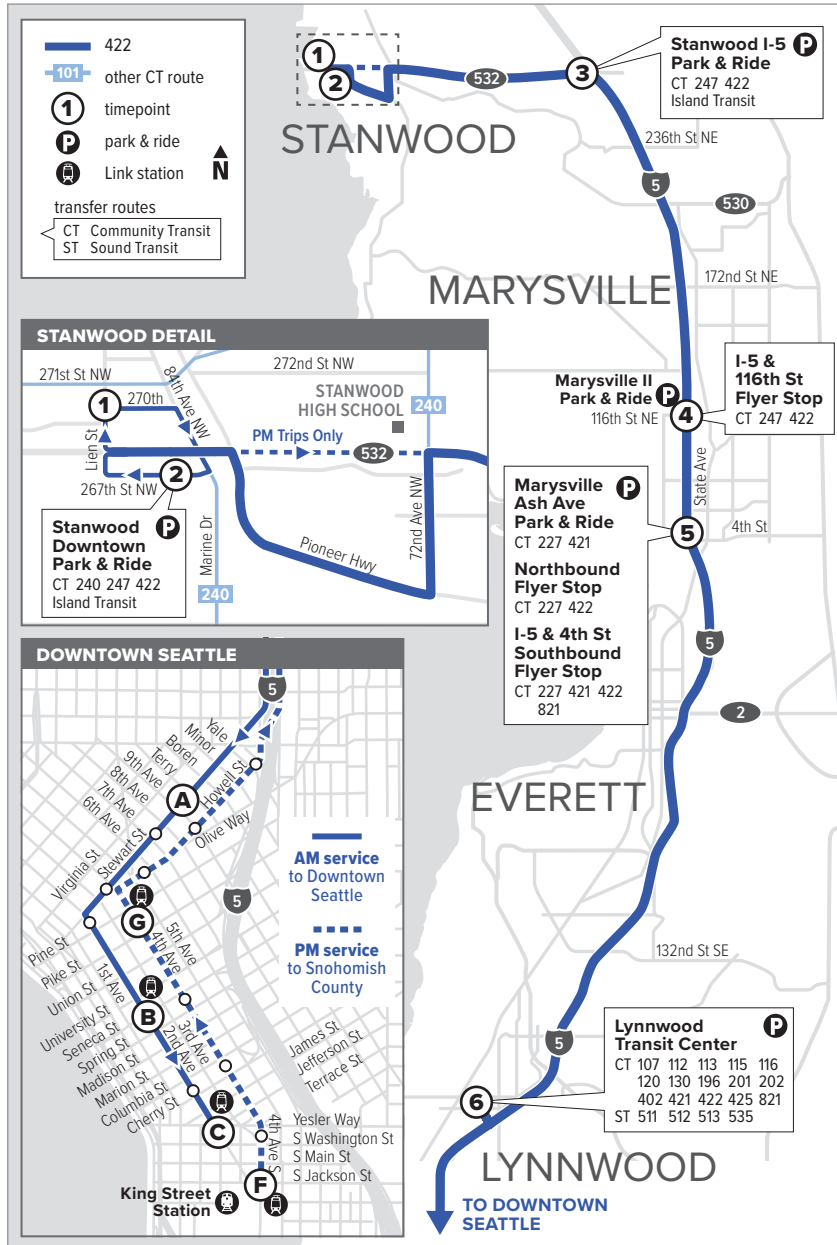 422
101
other CT route
1
timepoint
P
park & ride
Link station
N
transfer routes
CT Community Transit
ST Sound Transit
1
2
532
3
STANWOOD
Stanwood I-5
Park & Ride
P
CT 247 422
Island Transit
236th St NE
5
530
MARYSVILLE
172nd St NE
Marysville II
Park & Ride
P
116th St NE
4
I-5 &
116th St
Flyer Stop
CT 247 422
State Ave
Marysville
Ash Ave
Park & Ride
P
CT 227 421
Northbound
Flyer Stop
CT 227 422
I-5 & 4th St
Southbound
Flyer Stop
CT 227 421 422
821
5
4th St
5
2
EVERETT
132nd St SE
5
Lynnwood
Transit Center
P
CT 107 112 113 115 116
120 130 196 201 202
402 421 422 425 821
ST 511 512 513 535
6
LYNNWOOD
TO DOWNTOWN
SEATTLE
STANWOOD DETAIL
271st St NW
272nd St NW
84th Ave NW
STANWOOD
HIGH SCHOOL
240
1
270th
Lien St
PM Trips Only
532
267th St NW
2
Stanwood
Downtown
Park & Ride
P
CT 240 247 422
Island Transit
Marine Dr
240
Pioneer Hwy
72nd Ave NW
DOWNTOWN SEATTLE
5
Yale
Minor
Boren
Terry
9th Ave
8th Ave
7th Ave
6th Ave
A
Howell St
Olive Way
Virginia St
Stewart St
G
5
AM service
to Downtown
Seattle
PM service
to Snohomish
County
5th Ave
4th Ave
Pine St
Pike St
Union St
University St
Seneca St
Spring St
Madison St
Marion St
Columbia St
Cherry St
1st Ave
B
2nd Ave
3rd Ave
C
James St
Jefferson St
Terrace St
4th Ave S
Yesler Way
S Washington St
S Main St
S Jackson St
F
King Street
Station